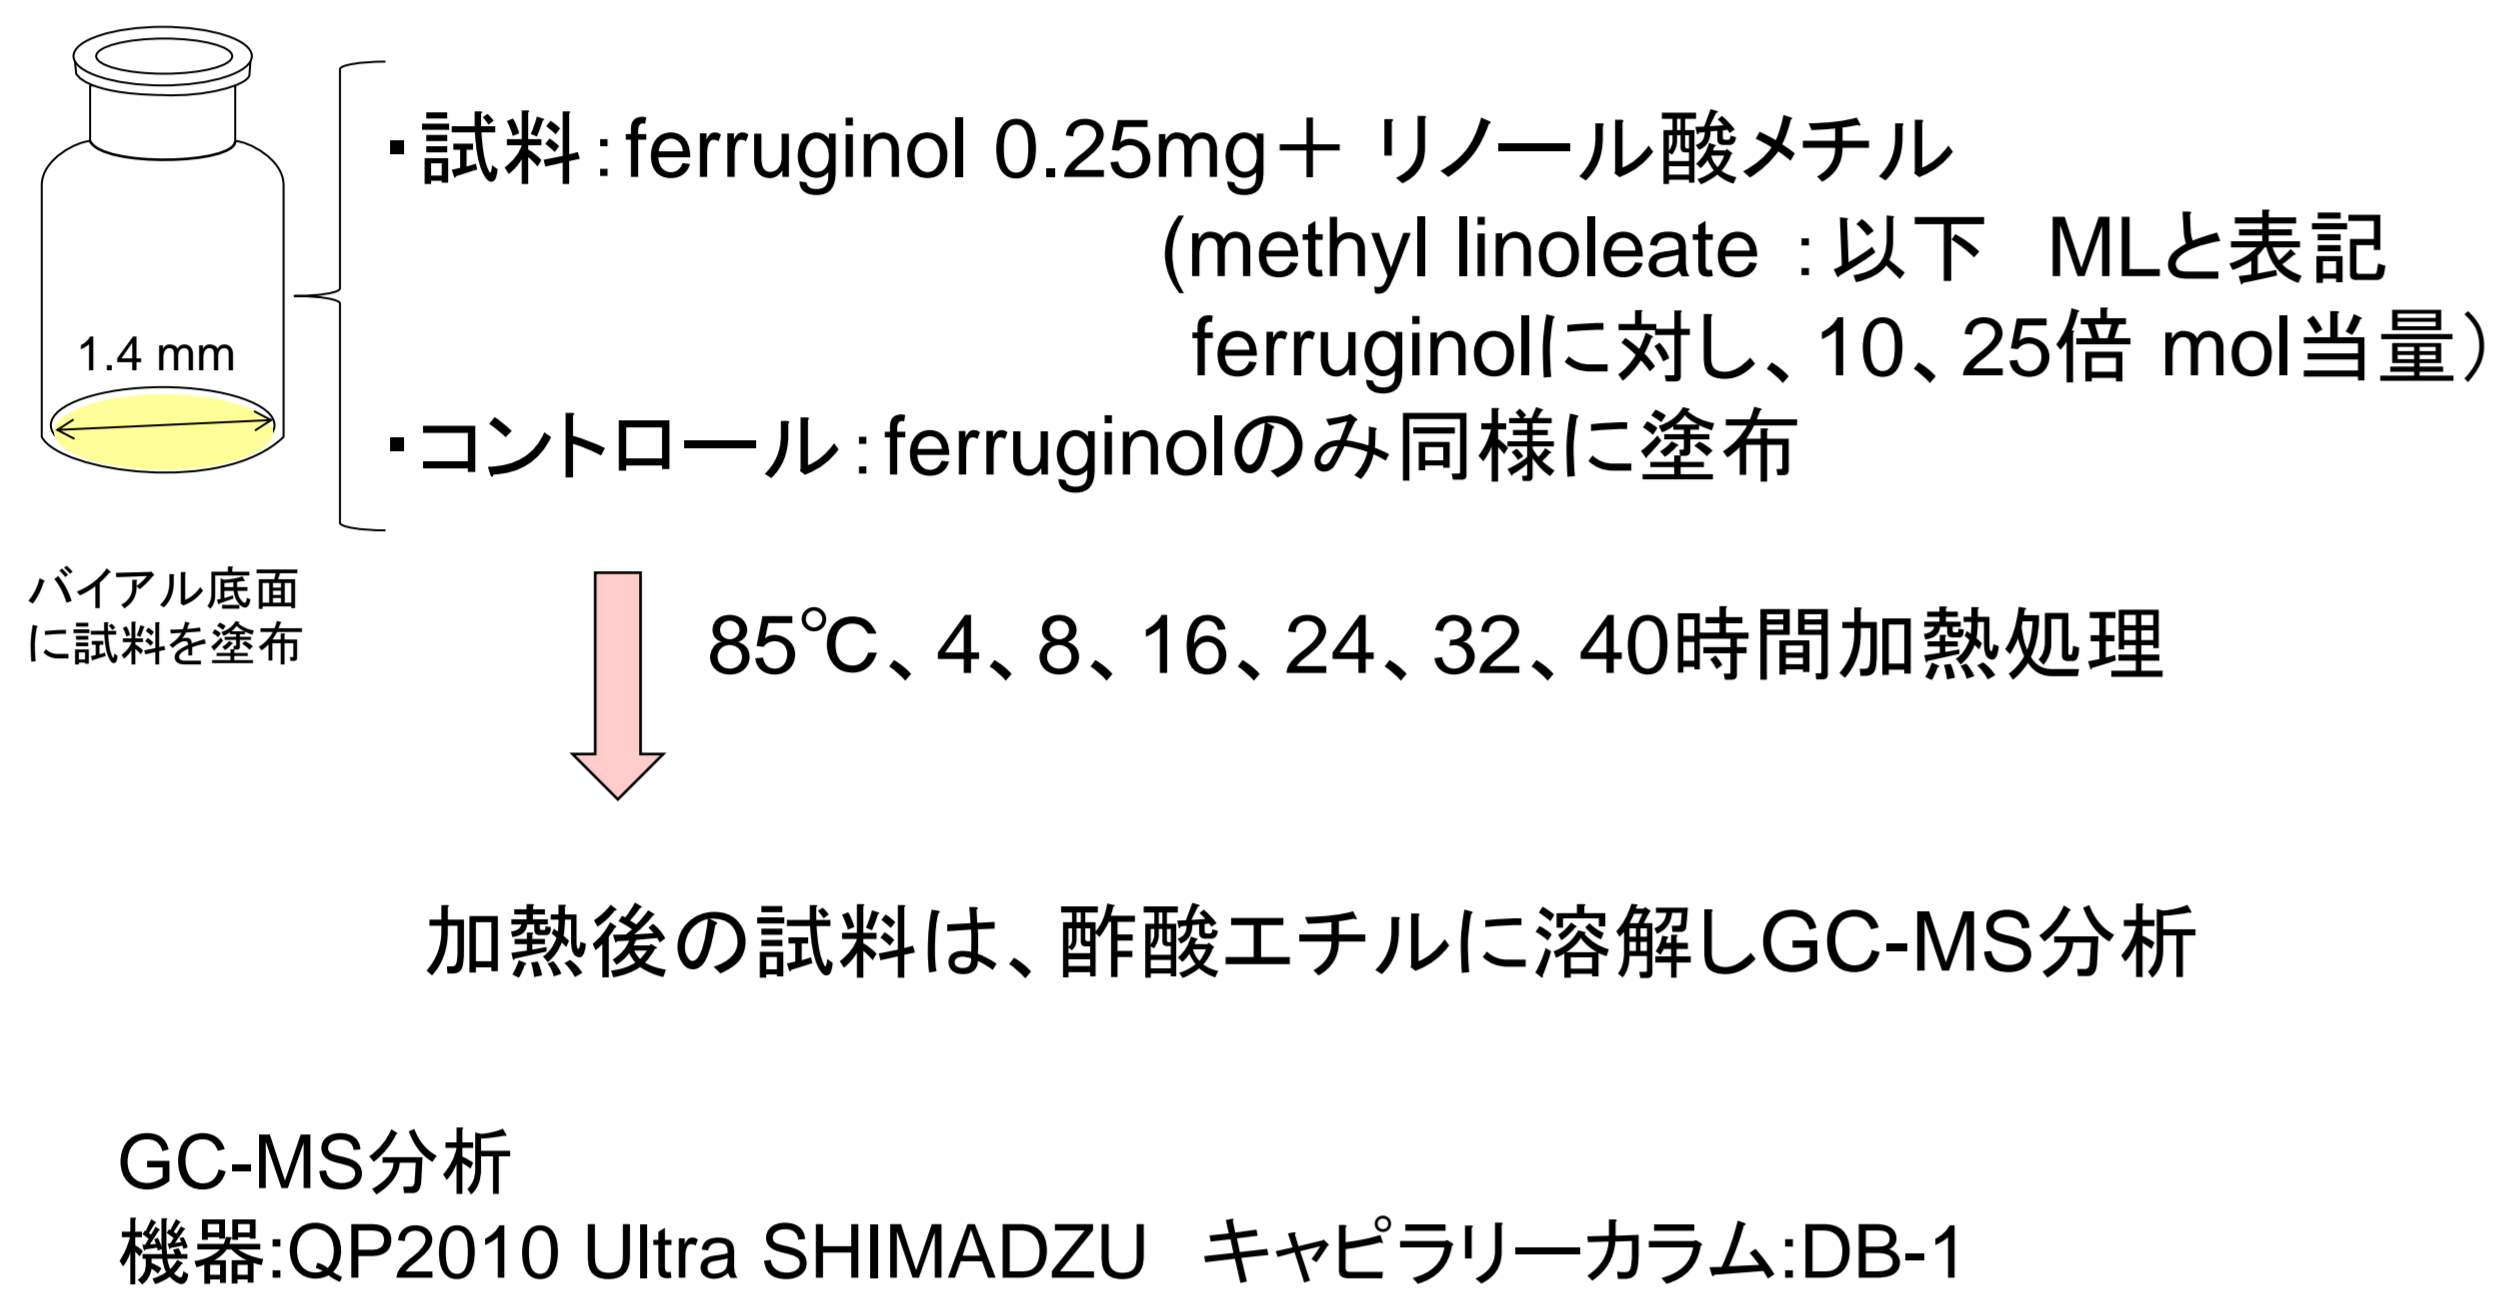 ・試料：ferruginol 0.25mg＋ リノール酸メチル
(methyl linoleate ：以下　MLと表記
ferruginolに対し、10、25倍 mol当量）
・コントロール：ferruginolのみ同様に塗布
1.4 mm
バイアル底面
に試料を塗布
85℃、4、8、16、24、32、40時間加熱処理
加熱後の試料は、酢酸エチルに溶解しGC-MS分析
GC-MS分析
機器:QP2010 Ultra SHIMADZU　キャピラリーカラム:DB-1